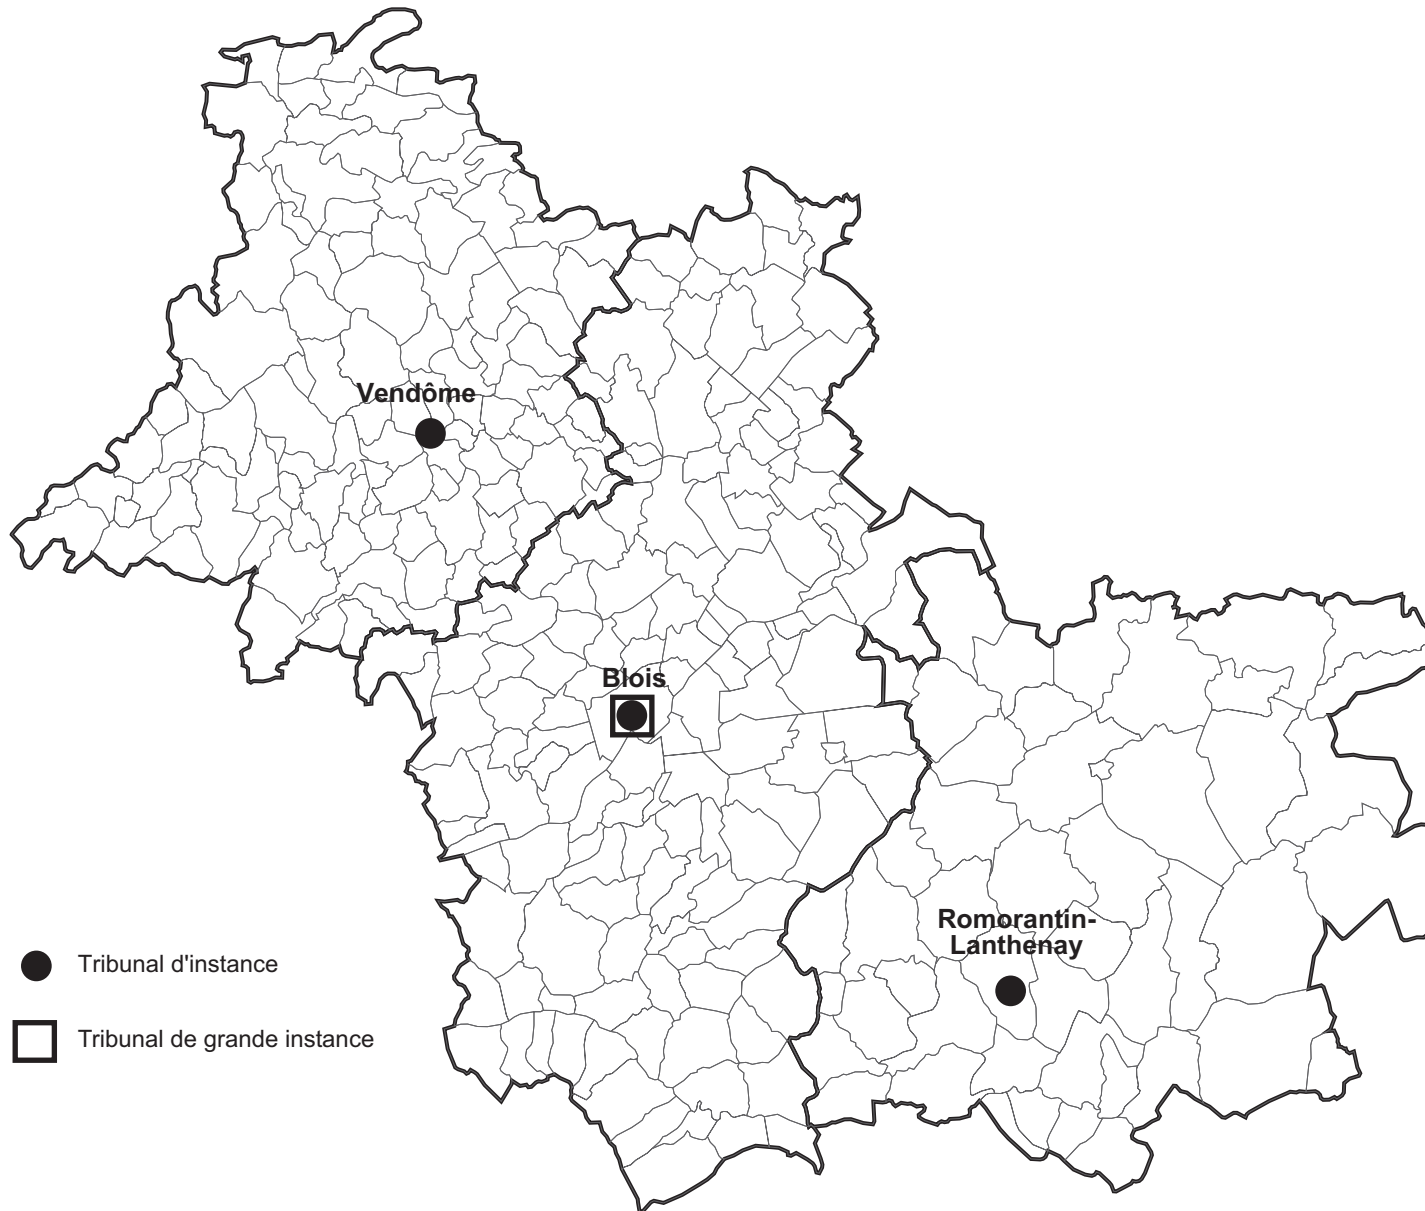 Vendôme
Blois
Romorantin-
Lanthenay
Tribunal d'instance
Tribunal de grande instance